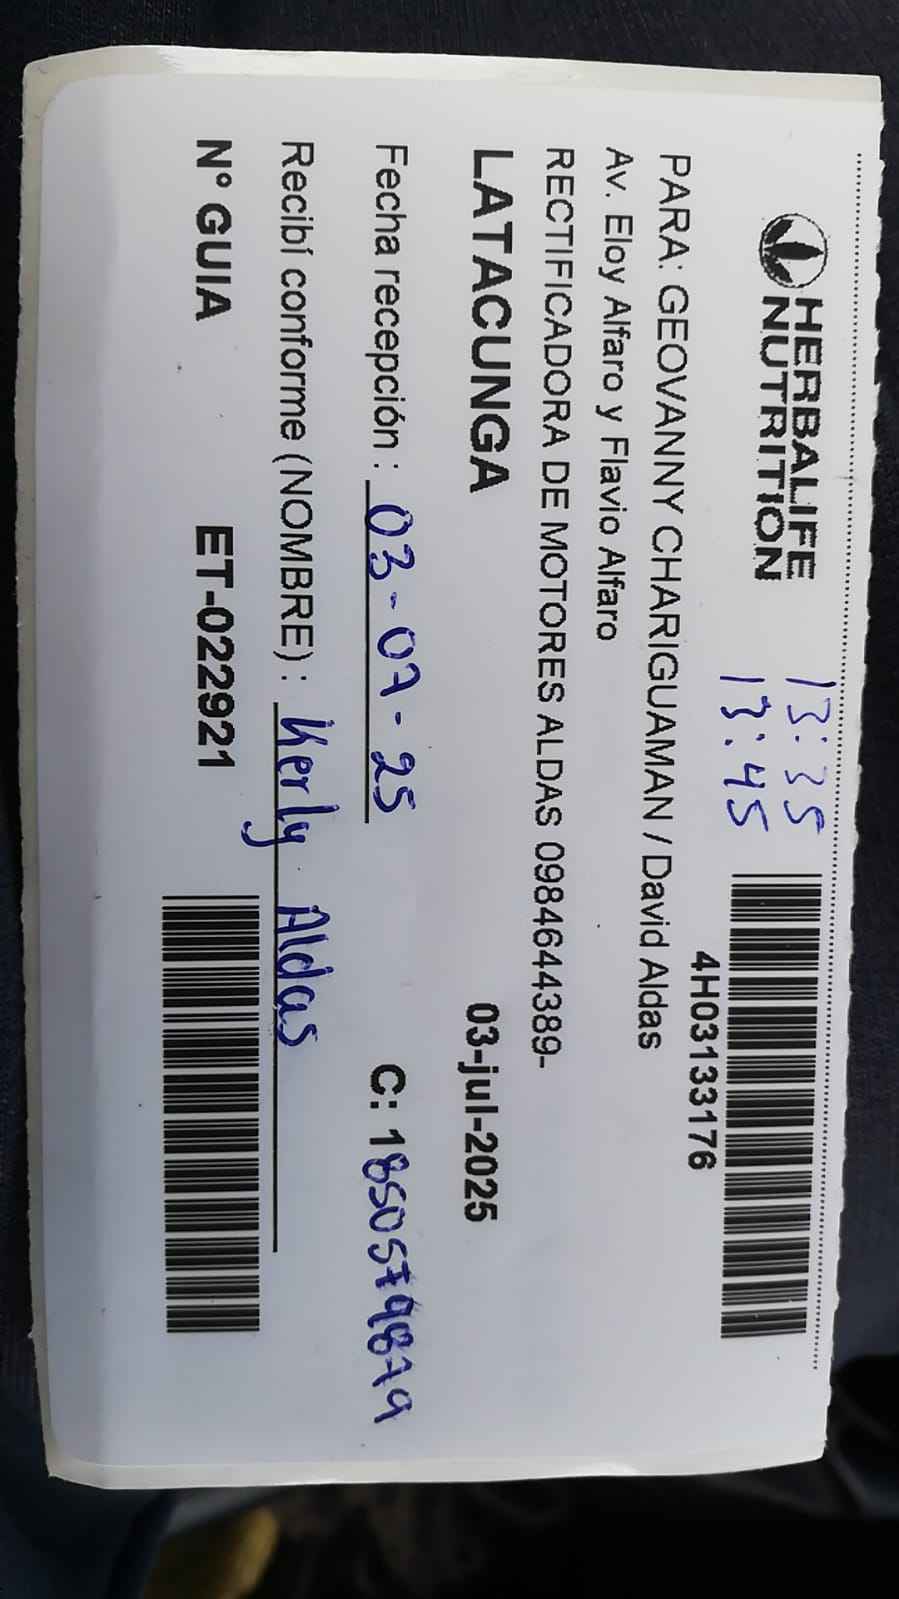 HERBALIFE
NUTRITION
13:35
13:45
4H03133176
PARA: GEOVANNY CHARIGUAMAN / David Aldas
Av. Eloy Alfaro y Flavio Alfaro
RECTIFICADORA DE MOTORES ALDAS 0984644389-
LATACUNGA 03-jul-2025
Fecha recepción : 03-07-25 C: 1850579879
Recibí conforme (NOMBRE) : Kerly Aldas
N° GUIA ET-022921